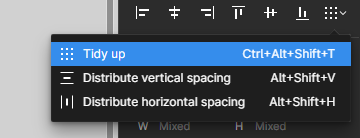 Tidy up Ctrl+Alt+Shift+T
Distribute vertical spacing Alt+Shift+V
Distribute horizontal spacing Alt+Shift+H
W Mixed H Mixed